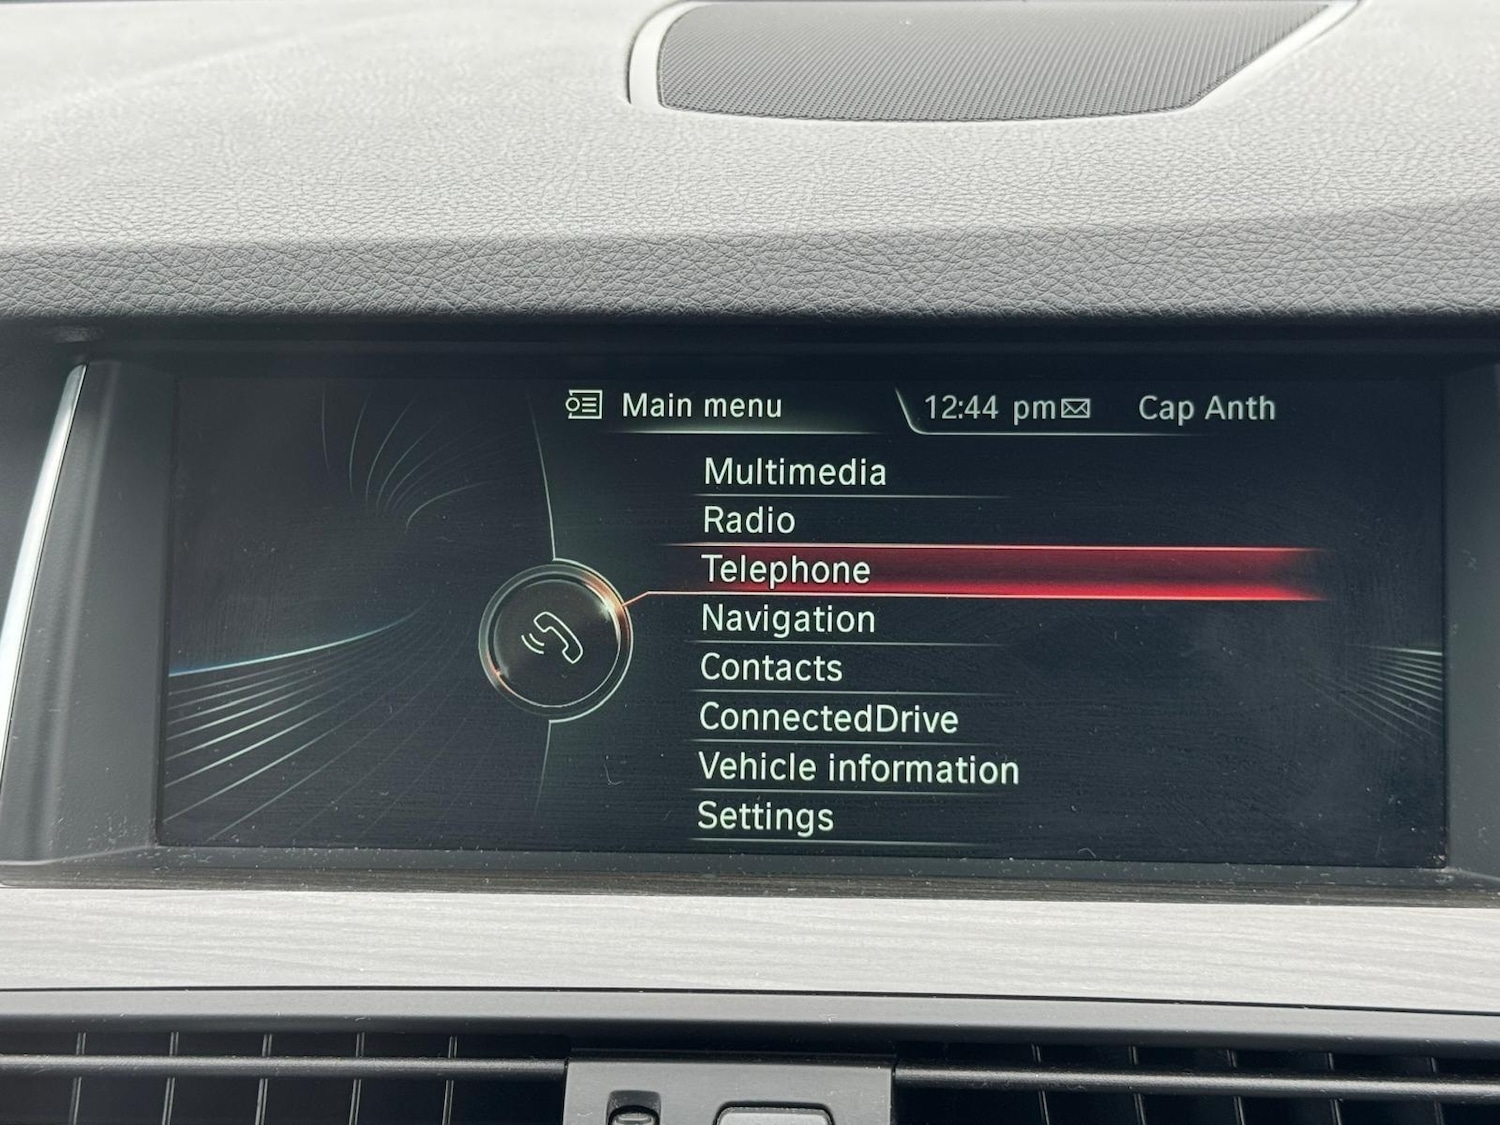 Main menu
12:44 pm
Cap Anth
Multimedia
Radio
Telephone
Navigation
Contacts
ConnectedDrive
Vehicle information
Settings